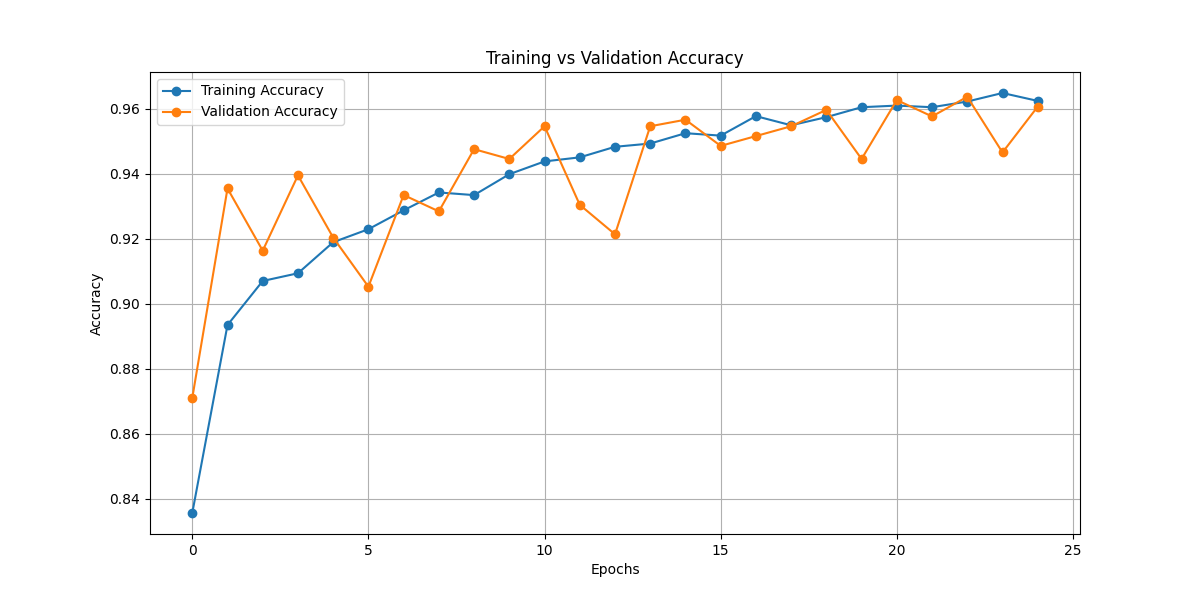 Training vs Validation Accuracy
Training Accuracy
Validation Accuracy
0.96
0.94
0.92
0.90
0.88
0.86
0.84
Accuracy
0 5 10 15 20 25
Epochs